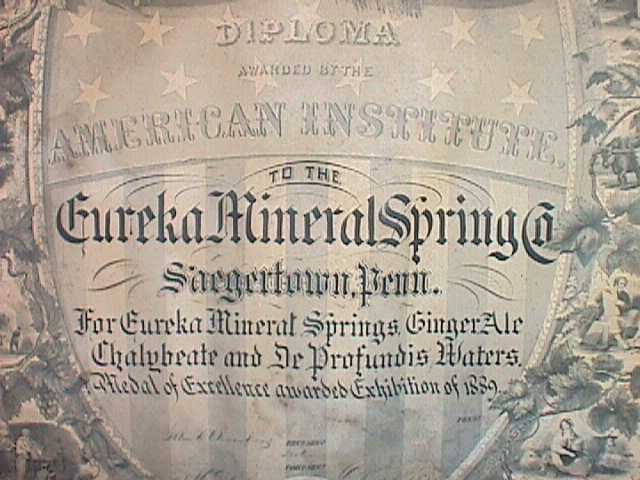 DIPLOMA
AWARDED BY THE
AMERICAN INSTITUTE.
TO THE
Eureka Mineral Spring Co.
Saegertown, Penn.
For Eureka Mineral Springs, Ginger Ale
Chalybeate and De Profundis Waters.
A Medal of Excellence awarded Exhibition of 1889.